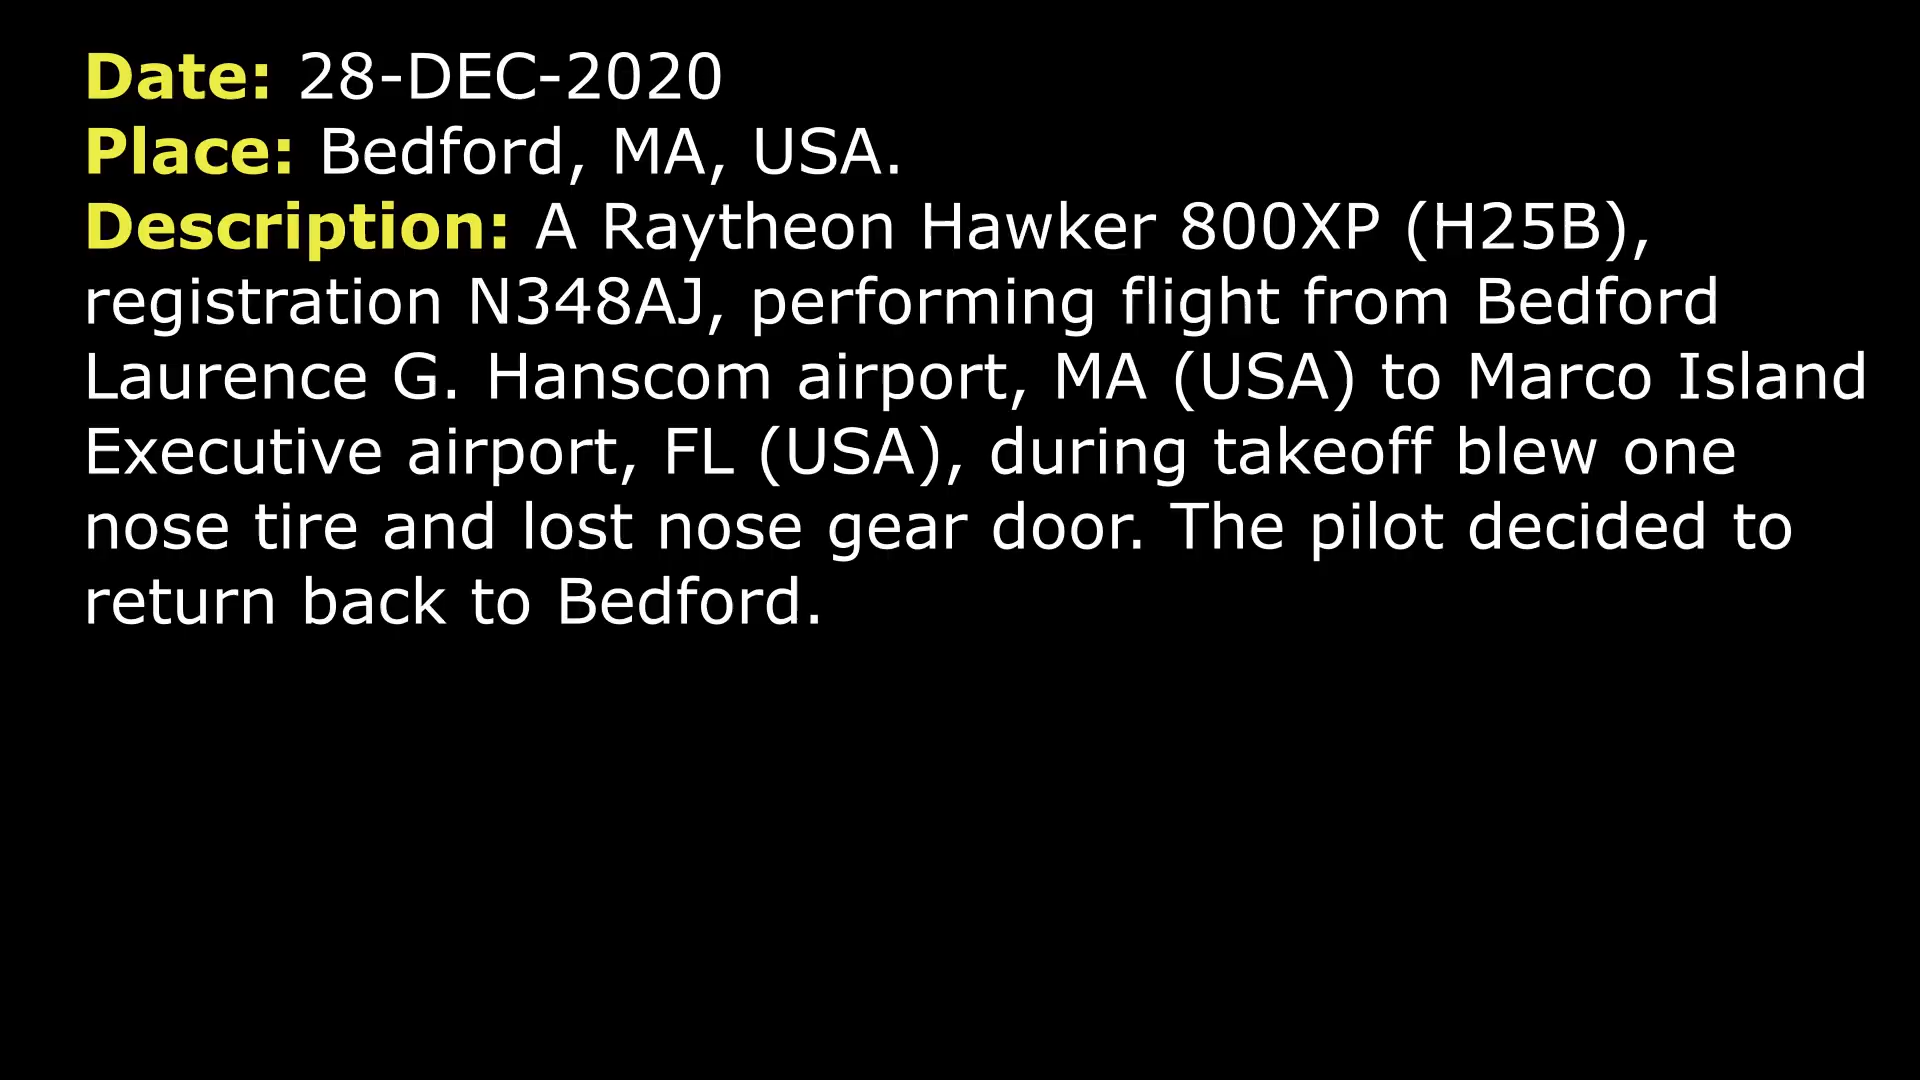 Date: 28-DEC-2020
Place: Bedford, MA, USA.
Description: A Raytheon Hawker 800XP (H25B),
registration N348AJ, performing flight from Bedford
Laurence G. Hanscom airport, MA (USA) to Marco Island
Executive airport, FL (USA), during takeoff blew one
nose tire and lost nose gear door. The pilot decided to
return back to Bedford.